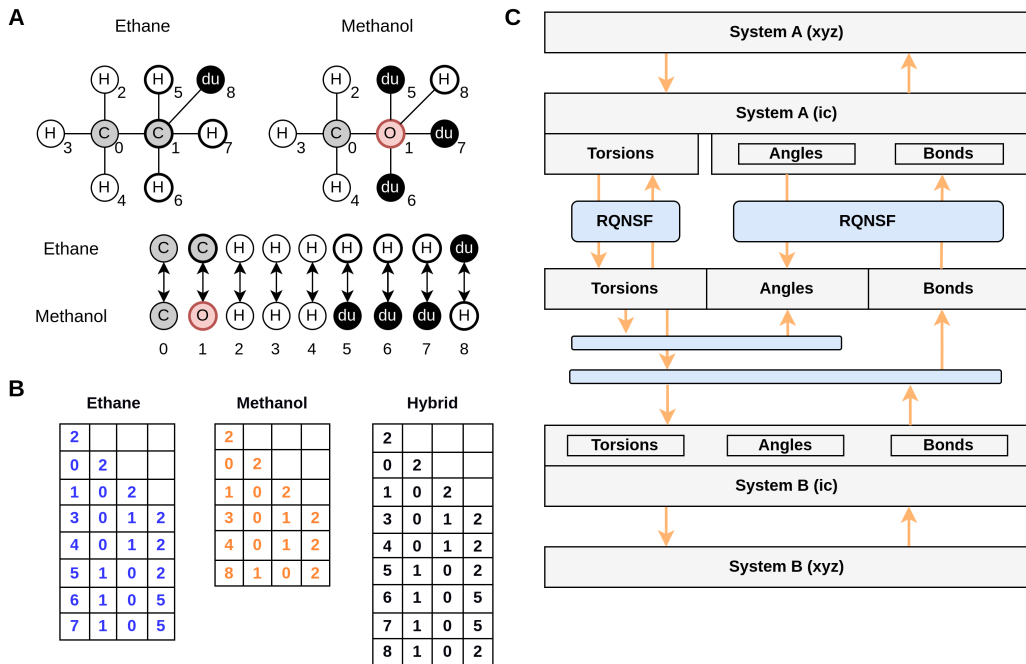 A
Ethane
Methanol
H H du
2 5 8
H C C H
3 0 1 7
H H
4 6
H du H
2 5 8
H C O du
3 0 1 7
H du
4 6
Ethane C C H H H H H H du
Methanol C O H H H du du du H
0 1 2 3 4 5 6 7 8
B
Ethane
2
0 2
1 0 2
3 0 1 2
4 0 1 2
5 1 0 2
6 1 0 5
7 1 0 5
Methanol
2
0 2
1 0 2
3 0 1 2
4 0 1 2
8 1 0 2
Hybrid
2
0 2
1 0 2
3 0 1 2
4 0 1 2
5 1 0 2
6 1 0 5
7 1 0 5
8 1 0 2
C
System A (xyz)
System A (ic)
Torsions Angles Bonds
RQNSF RQNSF
Torsions Angles Bonds
Torsions Angles Bonds
System B (ic)
System B (xyz)